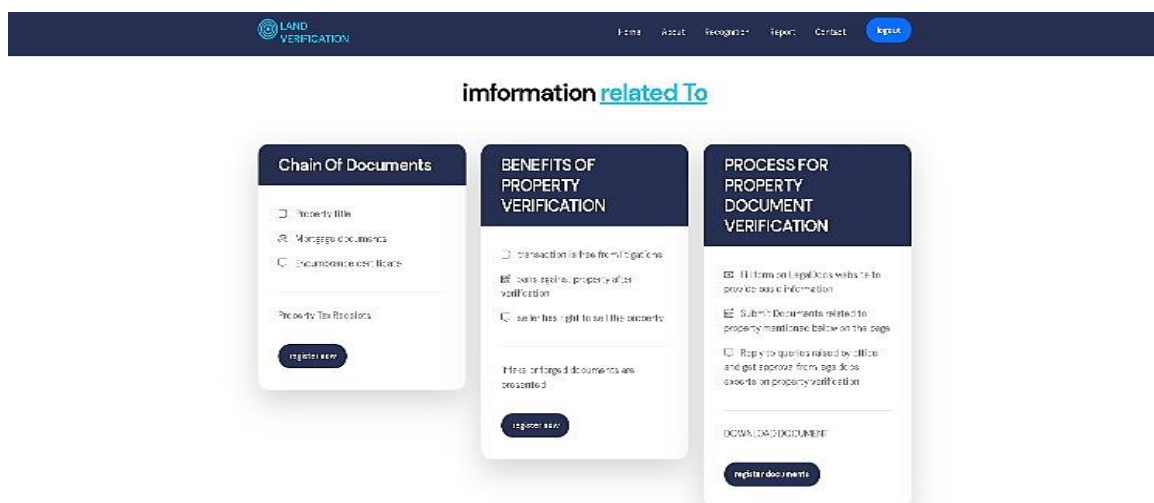 LAND
VERIFICATION
Home About Recognition Report Contact logout
imformation related To
Chain Of Documents
Property title
Mortgage documents
Encumbrance certificate
Property Tax Receipts
register now
BENEFITS OF
PROPERTY
VERIFICATION
transaction is free from litigations
loans against property after
verification
seller has right to sell the property
If fake or forged documents are
presented
register now
PROCESS FOR
PROPERTY
DOCUMENT
VERIFICATION
Fill form on LegalDocs website to
provide basic information
Submit Documents related to
property mentioned below on the page
Reply to queries raised by office
and get approval from legal docs
experts on property verification
DOWNLOAD DOCUMENT
register documents